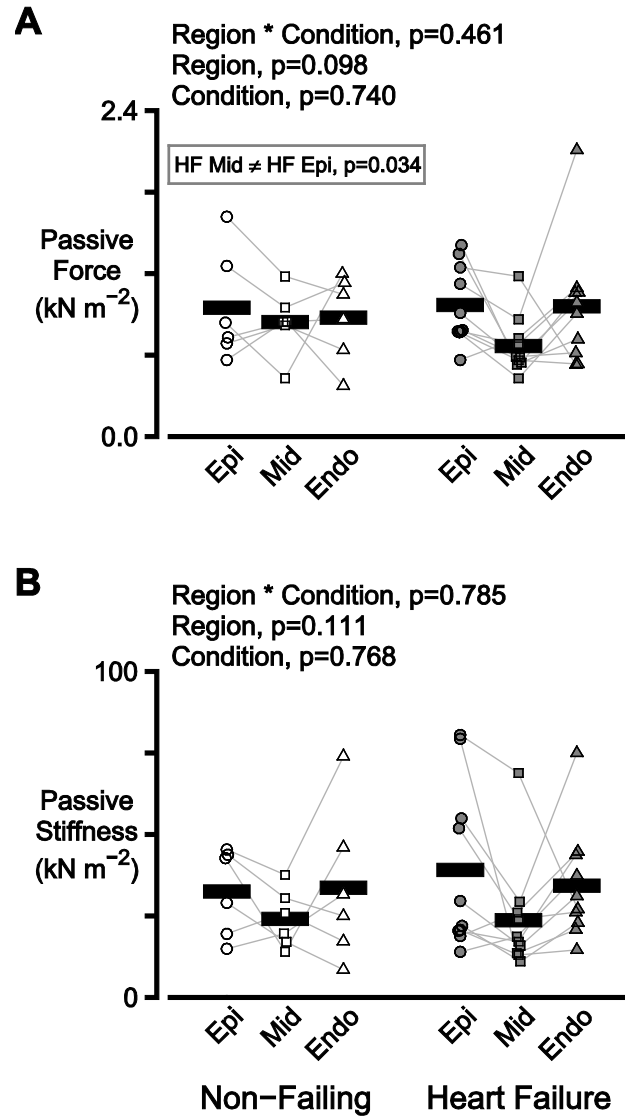 A
Region * Condition, p=0.461
Region, p=0.098
Condition, p=0.740
2.4
HF Mid ≠ HF Epi, p=0.034
Passive
Force
(kN m−2)
0.0
Epi Mid Endo Epi Mid Endo
B
Region * Condition, p=0.785
Region, p=0.111
Condition, p=0.768
100
Passive
Stiffness
(kN m−2)
0
Epi Mid Endo Epi Mid Endo
Non−Failing Heart Failure